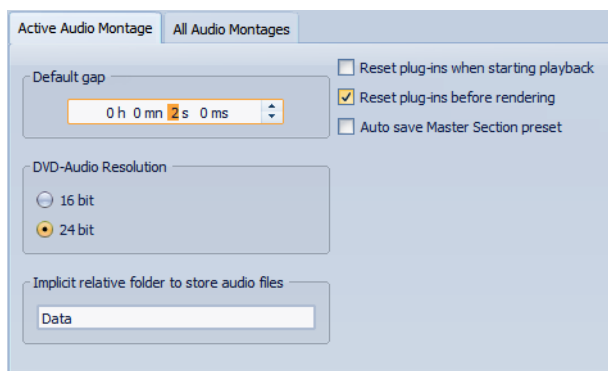 Active Audio Montage
All Audio Montages
Default gap
0 h 0 mn 2 s 0 ms
DVD-Audio Resolution
16 bit
24 bit
Implicit relative folder to store audio files
Data
Reset plug-ins when starting playback
Reset plug-ins before rendering
Auto save Master Section preset